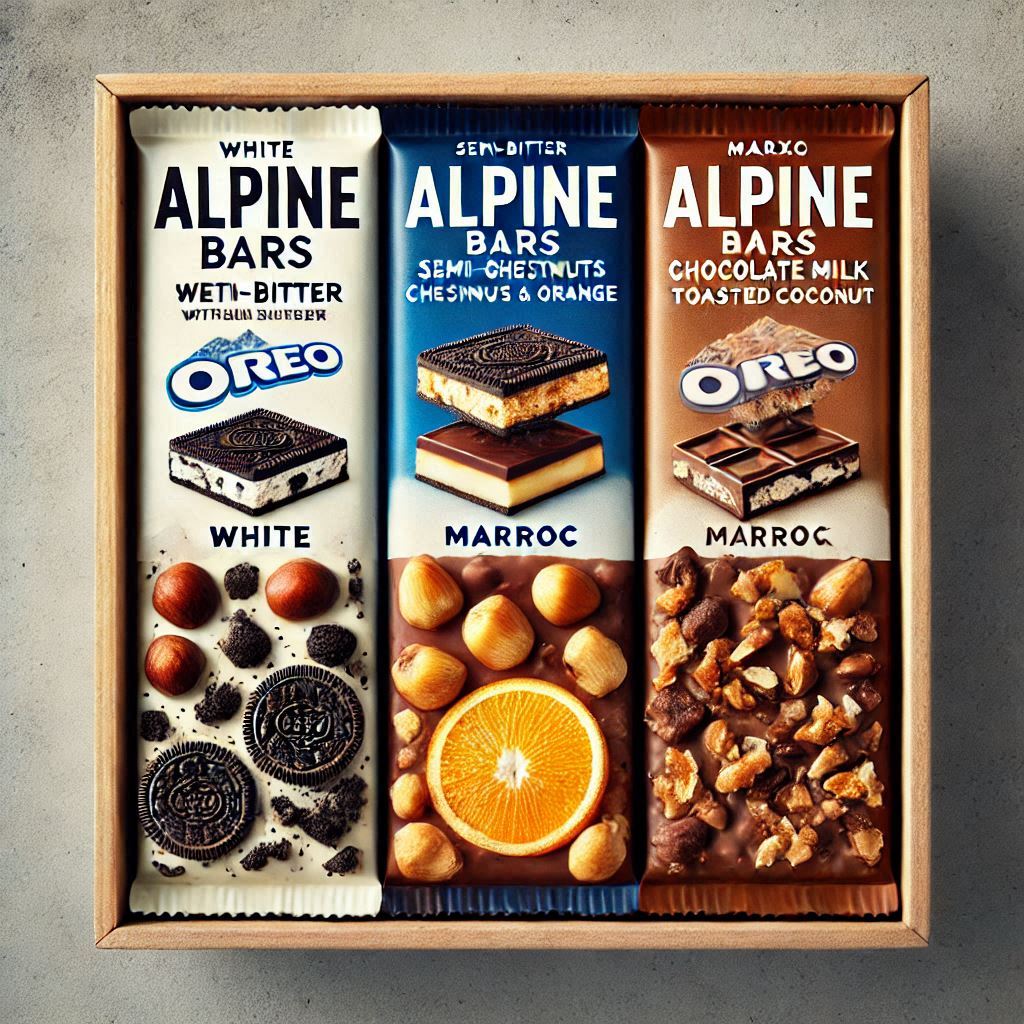 WHITE
ALPINE
BARS
WETI-BITTER
OREO
WHITE
SEMI-BITTER
ALPINE
BARS
SEMI-CHESTNUTS
CHESINUS & ORANGE
MARROC
MARXO
ALPINE
BARS
CHOCOLATE MILK
TOASTED COCONUT
OREO
MARROC